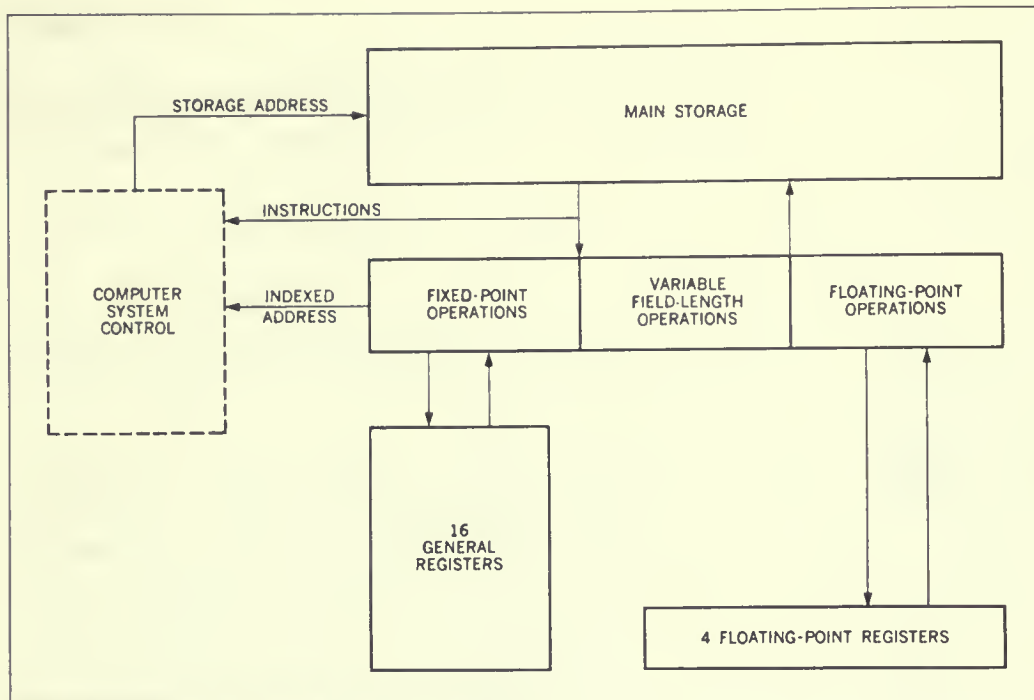 STORAGE ADDRESS
MAIN STORAGE
INSTRUCTIONS
COMPUTER
SYSTEM
CONTROL
INDEXED
ADDRESS
FIXED-POINT
OPERATIONS
VARIABLE
FIELD-LENGTH
OPERATIONS
FLOATING-POINT
OPERATIONS
16
GENERAL
REGISTERS
4 FLOATING-POINT REGISTERS